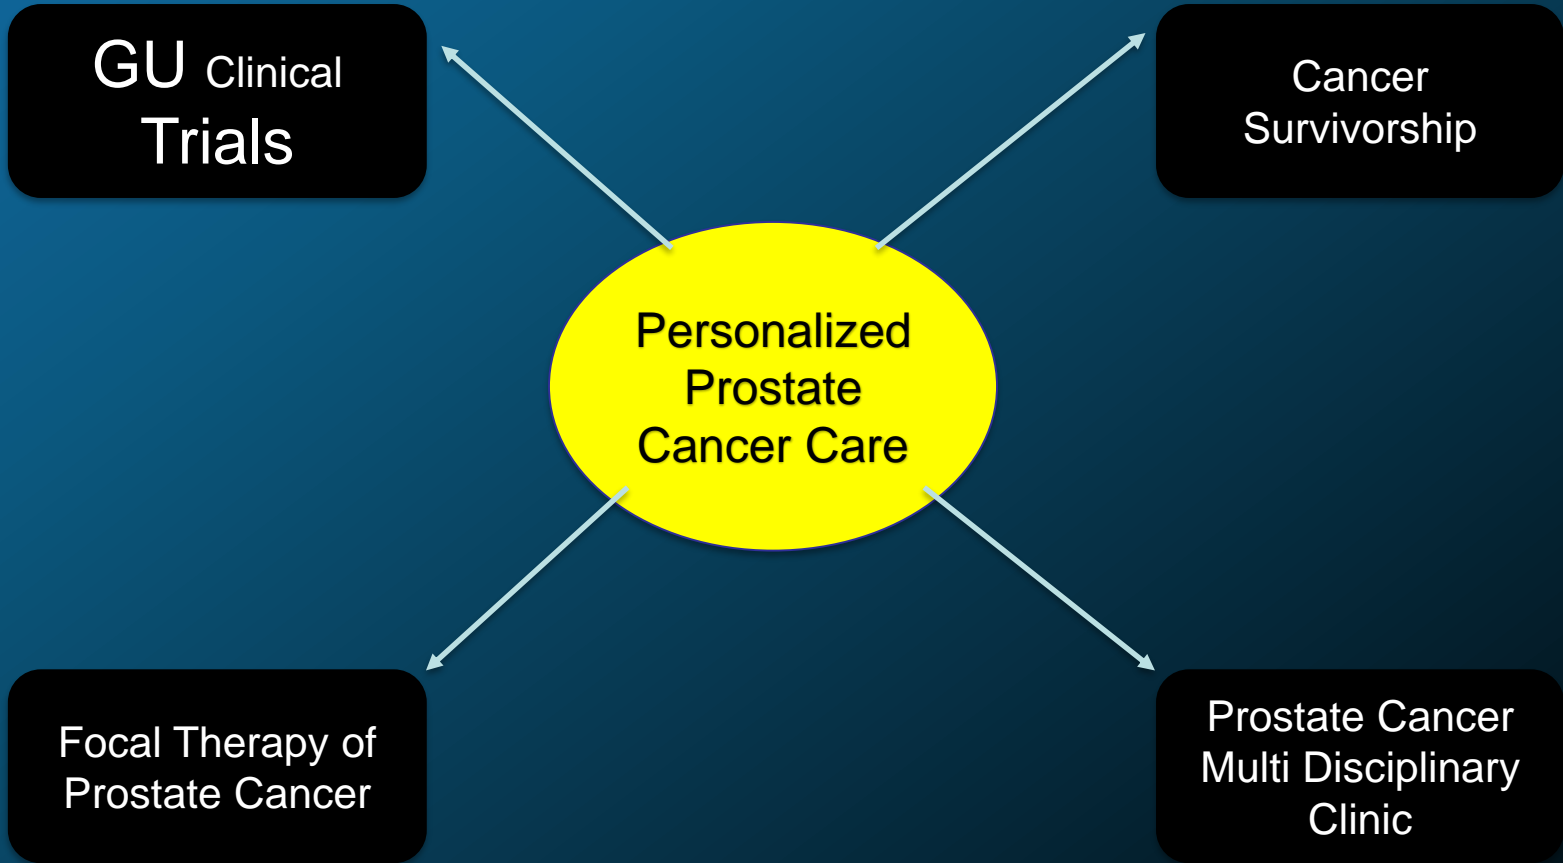 GU Clinical
Trials
Cancer
Survivorship
Personalized
Prostate
Cancer Care
Focal Therapy of
Prostate Cancer
Prostate Cancer
Multi Disciplinary
Clinic